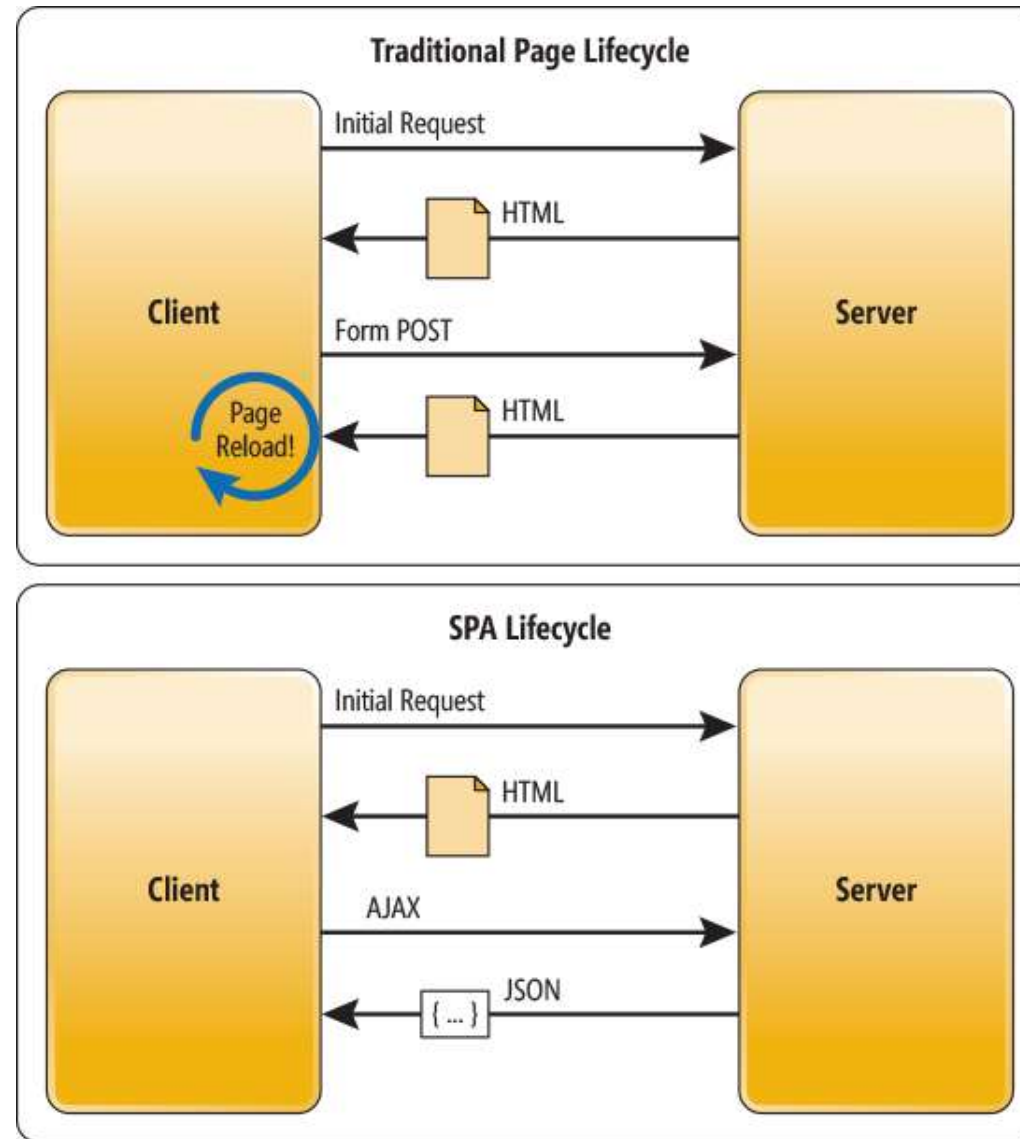 Traditional Page Lifecycle
Initial Request
HTML
Client
Server
Form POST
HTML
Page
Reload!
SPA Lifecycle
Initial Request
HTML
Client
Server
AJAX
JSON
{ ... }